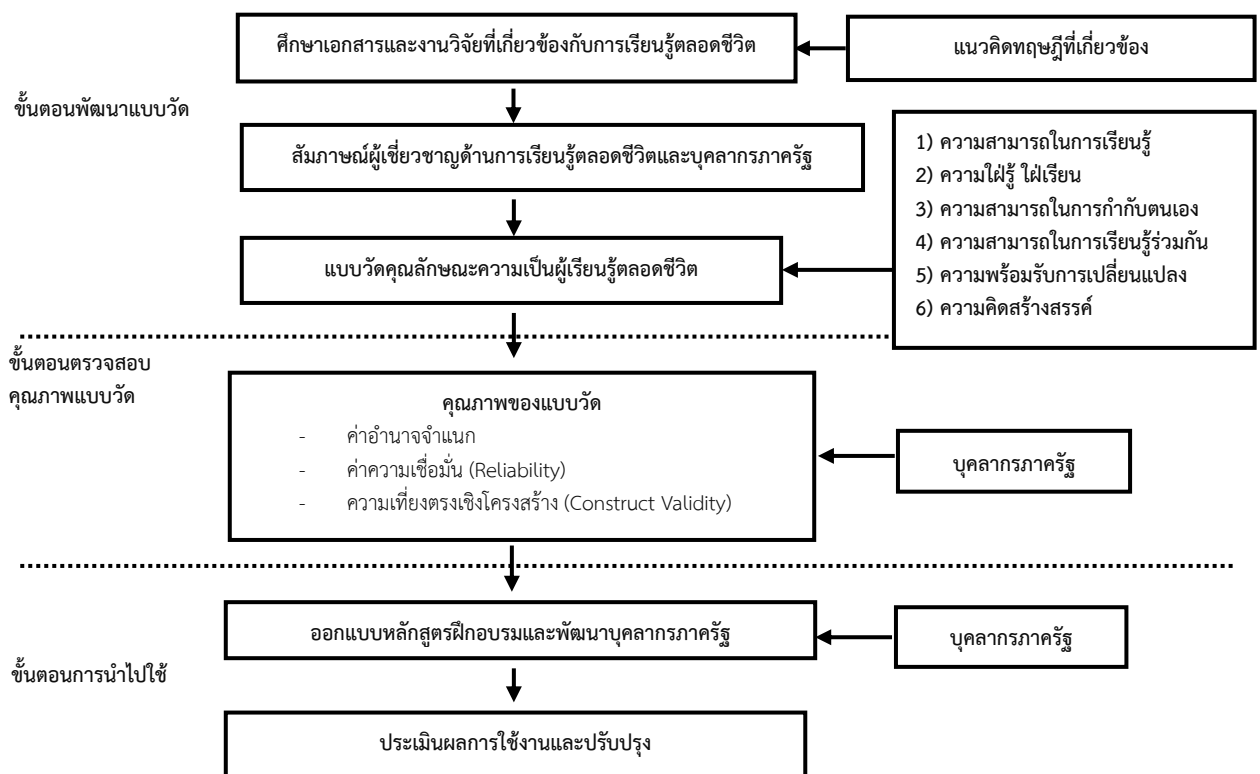 ศึกษาเอกสารและงานวิจัยที่เกี่ยวข้องกับการเรียนรู้ตลอดชีวิต
แนวคิดทฤษฎีที่เกี่ยวข้อง
ขั้นตอนพัฒนาแบบวัด
สัมภาษณ์ผู้เชี่ยวชาญด้านการเรียนรู้ตลอดชีวิตและบุคลากรภาครัฐ
แบบวัดคุณลักษณะความเป็นผู้เรียนรู้ตลอดชีวิต
1) ความสามารถในการเรียนรู้
2) ความใฝ่รู้ ใฝ่เรียน
3) ความสามารถในการกำกับตนเอง
4) ความสามารถในการเรียนรู้ร่วมกัน
5) ความพร้อมรับการเปลี่ยนแปลง
6) ความคิดสร้างสรรค์
ขั้นตอนตรวจสอบ
คุณภาพแบบวัด
คุณภาพของแบบวัด
- ค่าอำนาจจำแนก
- ค่าความเชื่อมั่น (Reliability)
- ความเที่ยงตรงเชิงโครงสร้าง (Construct Validity)
บุคลากรภาครัฐ
ออกแบบหลักสูตรฝึกอบรมและพัฒนาบุคลากรภาครัฐ
บุคลากรภาครัฐ
ขั้นตอนการนำไปใช้
ประเมินผลการใช้งานและปรับปรุง